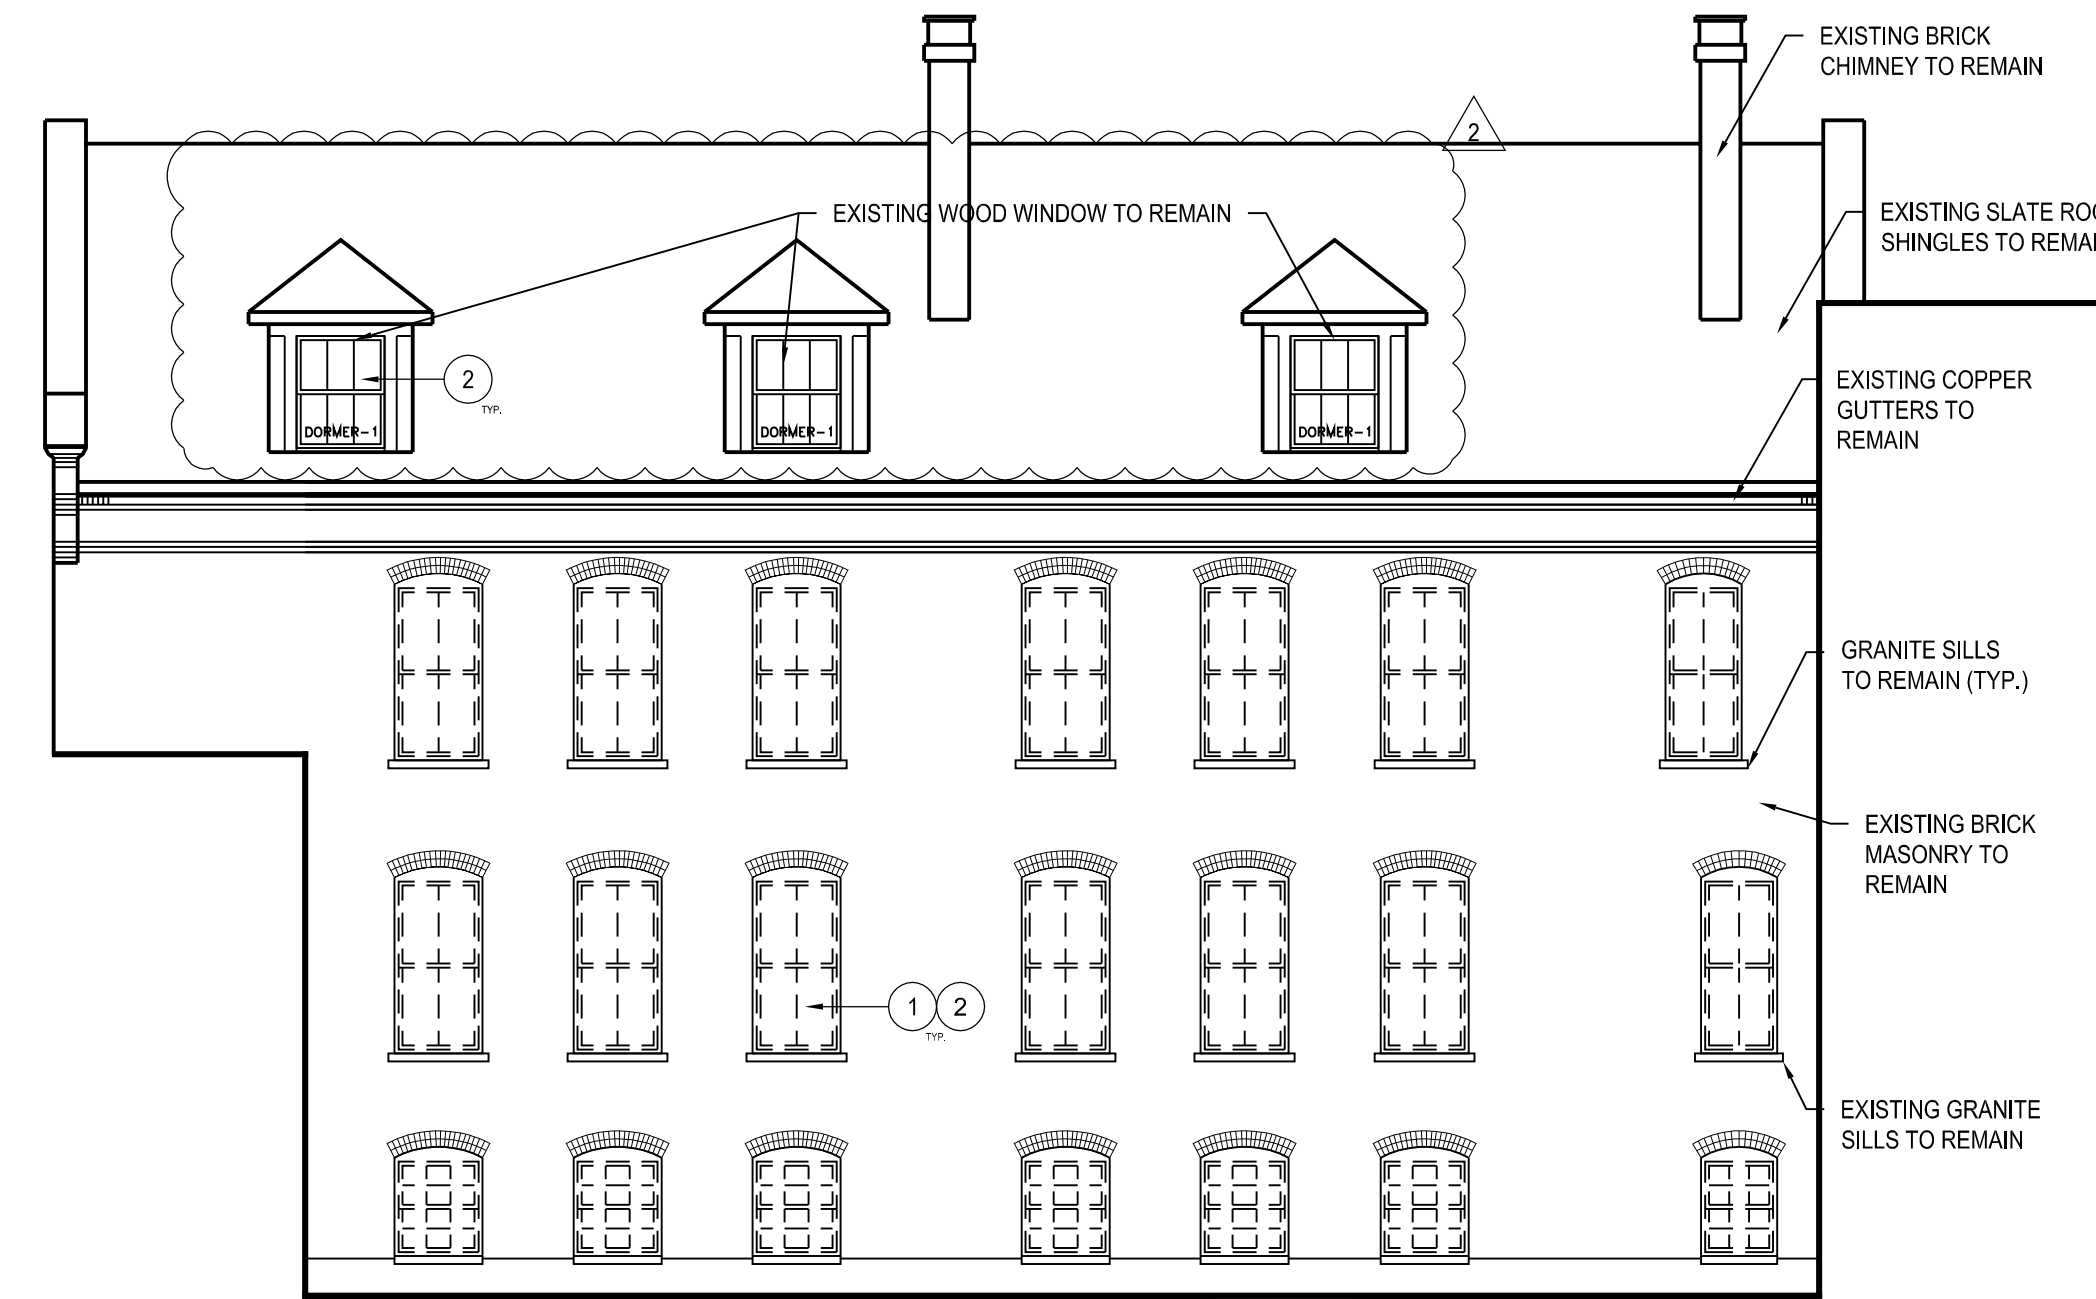 EXISTING BRICK
CHIMNEY TO REMAIN
2
EXISTING WOOD WINDOW TO REMAIN
EXISTING SLATE
SHINGLES TO
2
TYP.
DORMER-1
DORMER-1
DORMER-1
EXISTING COPPER
GUTTERS TO
REMAIN
GRANITE SILLS
TO REMAIN (TYP.)
EXISTING BRICK
MASONRY TO
REMAIN
1 2
TYP.
EXISTING GRANITE
SILLS TO REMAIN